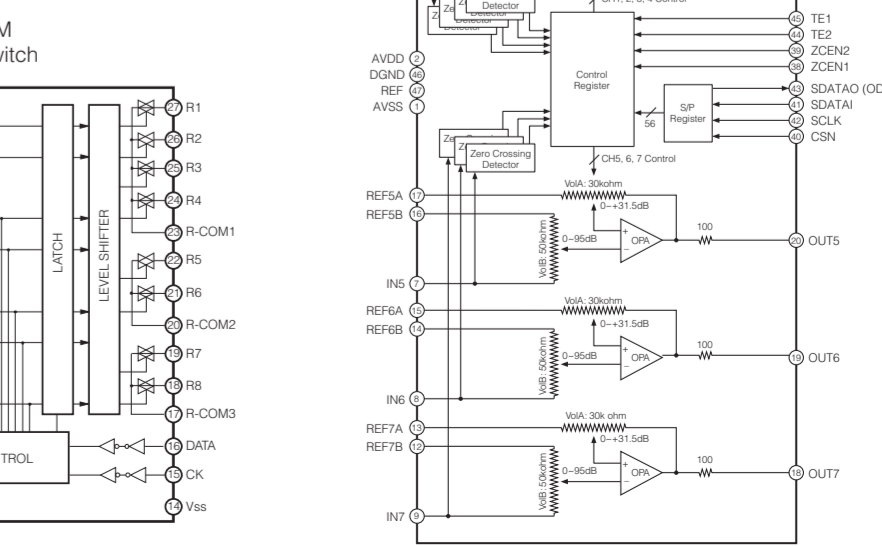 27 R1
26 R2
25 R3
24 R4
23 R-COM1
22 R5
21 R6
20 R-COM2
19 R7
18 R8
17 R-COM3
16 DATA
15 CK
14 Vss
LATCH
LEVEL SHIFTER
Detector
Detector
CH1, 2, 3, 4 Control
AVDD 2
DGND 46
REF 47
AVSS 1
Control
Register
45 TE1
44 TE2
39 ZCEN2
38 ZCEN1
43 SDATAO
41 SDATAI
42 SCLK
40 CSN
S/P
Register
56
Zero Crossing
Detector
CH5, 6, 7 Control
REF5A 17
VolA: 30kohm
REF5B 16
0~+31.5dB
VolB: 50kohm
0~95dB
+
−
OPA
100
20 OUT5
IN5 7
REF6A 15
VolA: 30kohm
REF6B 14
0~+31.5dB
VolB: 50kohm
0~95dB
+
−
OPA
100
19 OUT6
IN6 8
REF7A 13
VolA: 30k ohm
REF7B 12
0~+31.5dB
VolB: 50kohm
0~95dB
+
−
OPA
100
18 OUT7
IN7 9